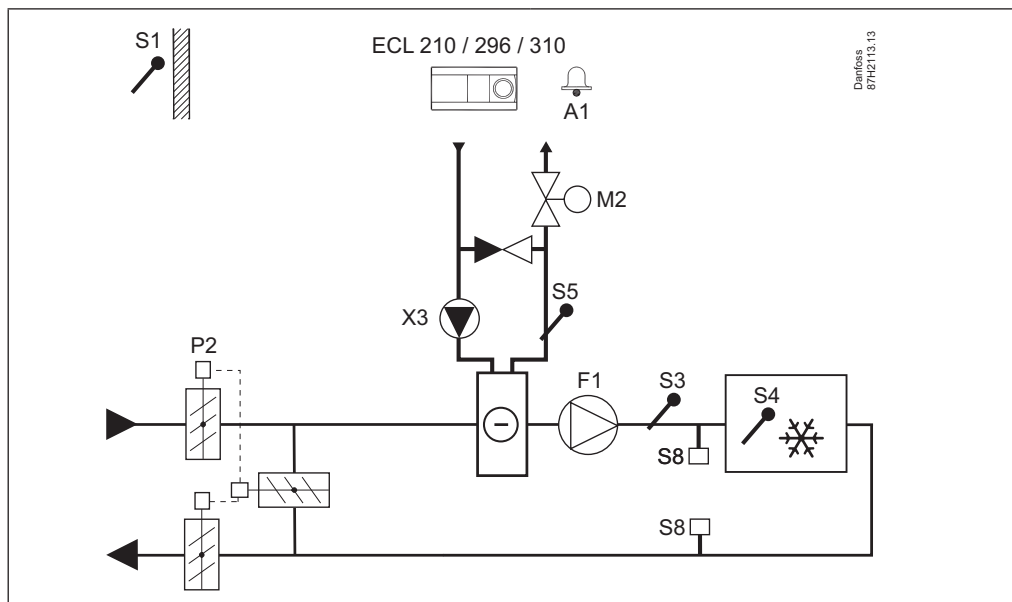 S1
ECL 210 / 296 / 310
A1
Danfoss
87H2113.13
M2
S5
X3
P2
F1
S3
S4
S8
S8